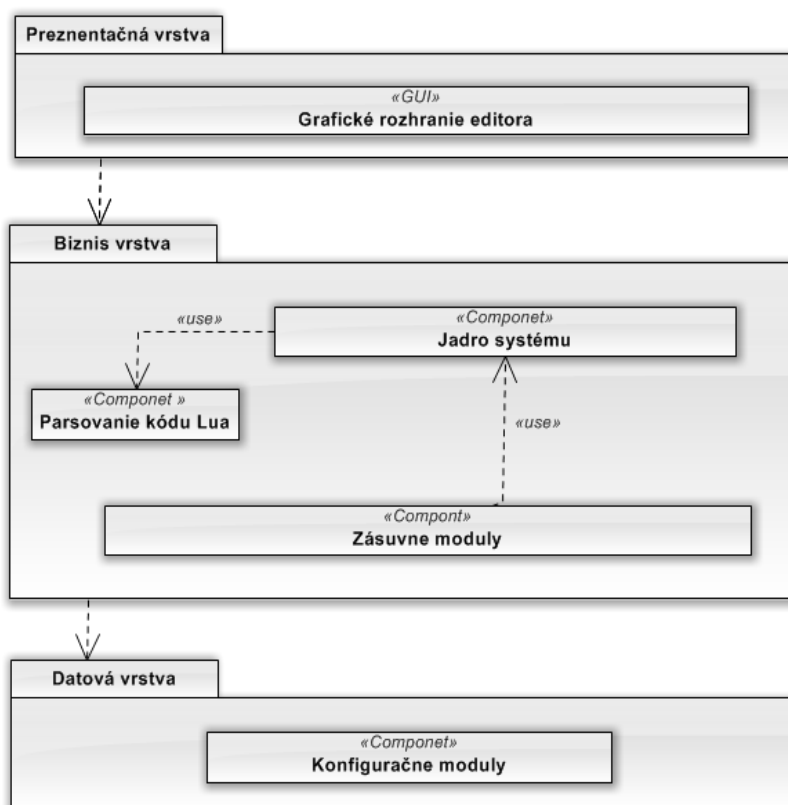 Preznentačná vrstva
«GUI»
Grafické rozhranie editora
Biznis vrstva
«use»
«Componet»
Jadro systému
«Componet »
Parsovanie kódu Lua
«use»
«Compont»
Zásuvne moduly
Datová vrstva
«Componet»
Konfiguračne moduly